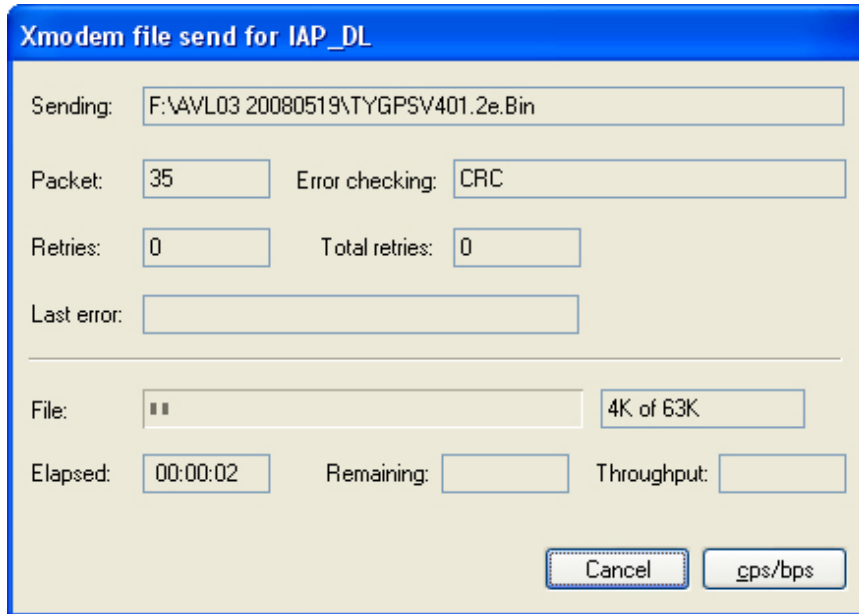 Xmodem file send for IAP_DL
Sending: F:\AVL03 20080519\TYGPSV401.2e.Bin
Packet: 35 Error checking: CRC
Retries: 0 Total retries: 0
Last error:
File: 4K of 63K
Elapsed: 00:00:02 Remaining: Throughput:
Cancel cps/bps